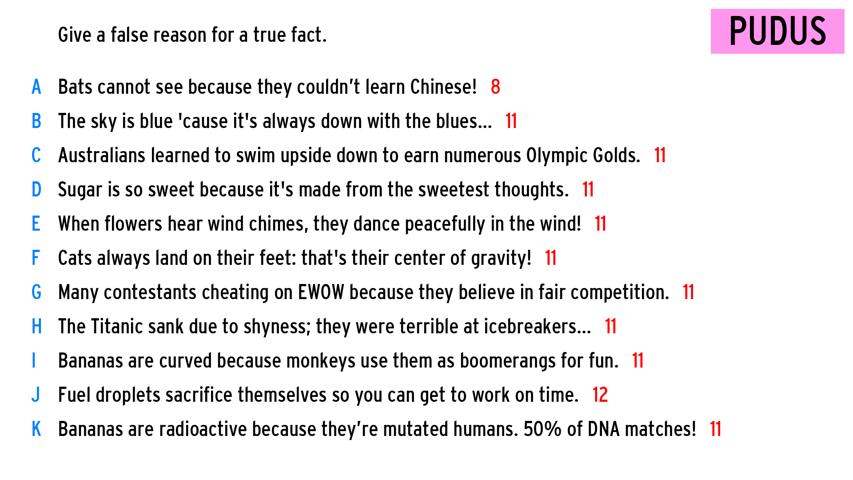 Give a false reason for a true fact.
PUDUS
A Bats cannot see because they couldn’t learn Chinese! 8
B The sky is blue 'cause it's always down with the blues... 11
C Australians learned to swim upside down to earn numerous Olympic Golds. 11
D Sugar is so sweet because it's made from the sweetest thoughts. 11
E When flowers hear wind chimes, they dance peacefully in the wind! 11
F Cats always land on their feet: that's their center of gravity! 11
G Many contestants cheating on EWOW because they believe in fair competition. 11
H The Titanic sank due to shyness; they were terrible at icebreakers... 11
I Bananas are curved because monkeys use them as boomerangs for fun. 11
J Fuel droplets sacrifice themselves so you can get to work on time. 12
K Bananas are radioactive because they’re mutated humans. 50% of DNA matches! 11